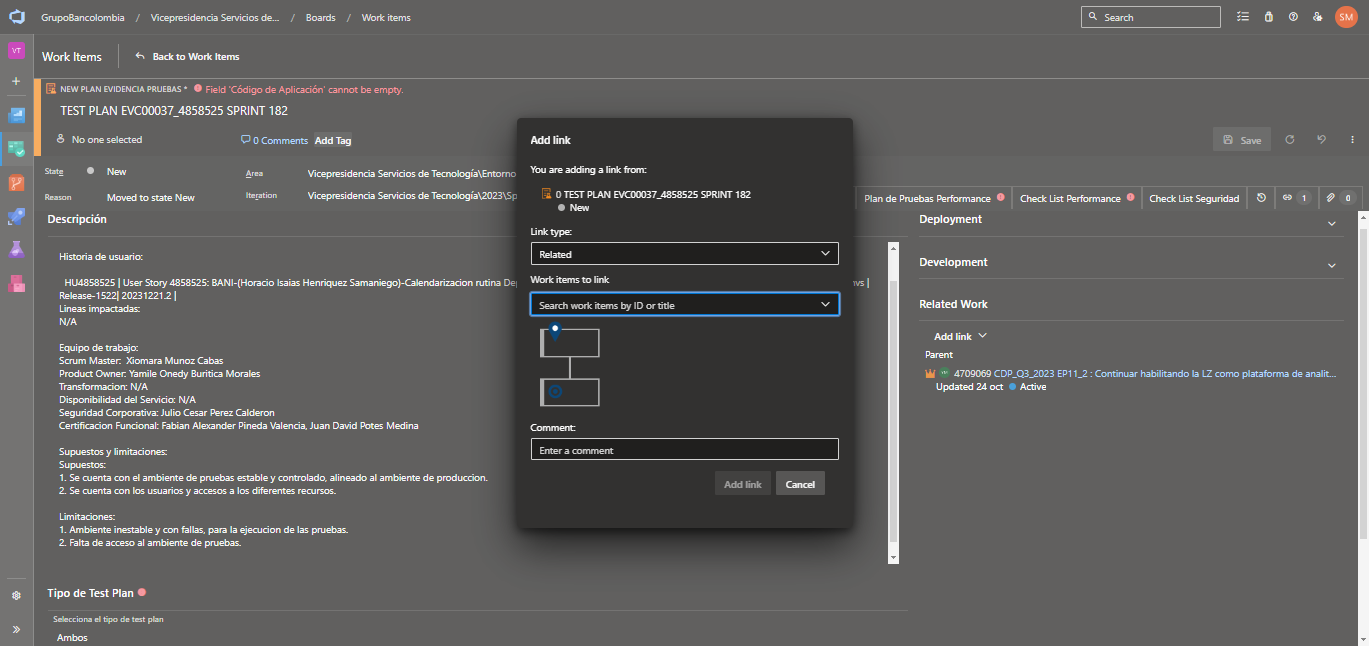 GrupoBancolombia / Vicepresidencia Servicios de... / Boards / Work items
Search
SM
VT
Work Items
Back to Work Items
NEW PLAN EVIDENCIA PRUEBAS * Field 'Código de Aplicación' cannot be empty.
TEST PLAN EVC00037_4858525 SPRINT 182
No one selected
0 Comments
Add Tag
Save
State
New
Area
Vicepresidencia Servicios de Tecnología\Entorno
Reason
Moved to state New
Iteration
Vicepresidencia Servicios de Tecnología\2023\Sp
Plan de Pruebas Performance
Check List Performance
Check List Seguridad
1
0
Descripción
Historia de usuario:
HU4858525 | User Story 4858525: BANI-(Horacio Isaias Henriquez Samaniego)-Calendarizacion rutina De
nvs |
Release-1522| 20231221.2 |
Lineas impactadas:
N/A
Equipo de trabajo:
Scrum Master: Xiomara Munoz Cabas
Product Owner: Yamile Onedy Buritica Morales
Transformacion: N/A
Disponibilidad del Servicio: N/A
Seguridad Corporativa: Julio Cesar Perez Calderon
Certificacion Funcional: Fabian Alexander Pineda Valencia, Juan David Potes Medina
Supuestos y limitaciones:
Supuestos:
1. Se cuenta con el ambiente de pruebas estable y controlado, alineado al ambiente de produccion.
2. Se cuenta con los usuarios y accesos a los diferentes recursos.
Limitaciones:
1. Ambiente inestable y con fallas, para la ejecucion de las pruebas.
2. Falta de acceso al ambiente de pruebas.
Tipo de Test Plan
Selecciona el tipo de test plan
Ambos
Add link
You are adding a link from:
0 TEST PLAN EVC00037_4858525 SPRINT 182
New
Link type:
Related
Work items to link
Search work items by ID or title
Comment:
Enter a comment
Add link
Cancel
Deployment
Development
Related Work
Add link
Parent
4709069 CDP_Q3_2023 EP11_2 : Continuar habilitando la LZ como plataforma de analit...
Updated 24 oct
Active